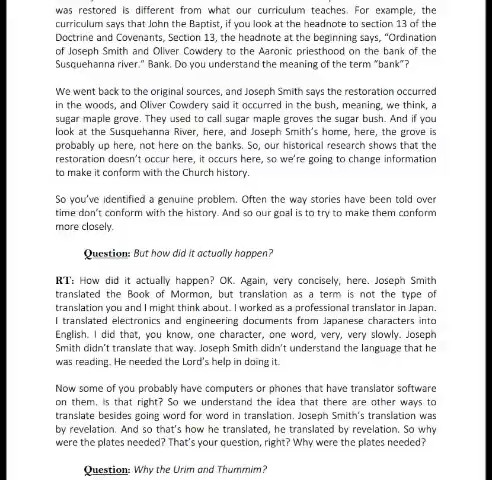 was restored is different from what our curriculum teaches. For example, the
curriculum says that John the Baptist, if you look at the headnote to section 13 of the
Doctrine and Covenants, Section 13, the headnote at the beginning says, "Ordination
of Joseph Smith and Oliver Cowdery to the Aaronic priesthood on the bank of the
Susquehanna river." Bank. Do you understand the meaning of the term "bank"?
We went back to the original sources, and Joseph Smith says the restoration occurred
in the woods, and Oliver Cowdery said it occurred in the bush, meaning, we think, a
sugar maple grove. They used to call sugar maple groves the sugar bush. And if you
look at the Susquehanna River, here, and Joseph Smith's home, here, the grove is
probably up here, not here on the banks. So, our historical research shows that the
restoration doesn't occur here, it occurs here, so we're going to change information
to make it conform with the Church history.
So you've identified a genuine problem. Often the way stories have been told over
time don't conform with the history. And so our goal is to try to make them conform
more closely.
Question: But how did it actually happen?
RT: How did it actually happen? OK. Again, very concisely, here. Joseph Smith
translated the Book of Mormon, but translation as a term is not the type of
translation you and I might think about. I worked as a professional translator in Japan.
I translated electronics and engineering documents from Japanese characters into
English. I did that, you know, one character, one word, very, very slowly. Joseph
Smith didn't translate that way. Joseph Smith didn't understand the language that he
was reading. He needed the Lord's help in doing it.
Now some of you probably have computers or phones that have translator software
on them. Is that right? So we understand the idea that there are other ways to
translate besides going word for word in translation. Joseph Smith's translation was
by revelation. And so that's how he translated, he translated by revelation. So why
were the plates needed? That's your question, right? Why were the plates needed?
Question: Why the Urim and Thummim?